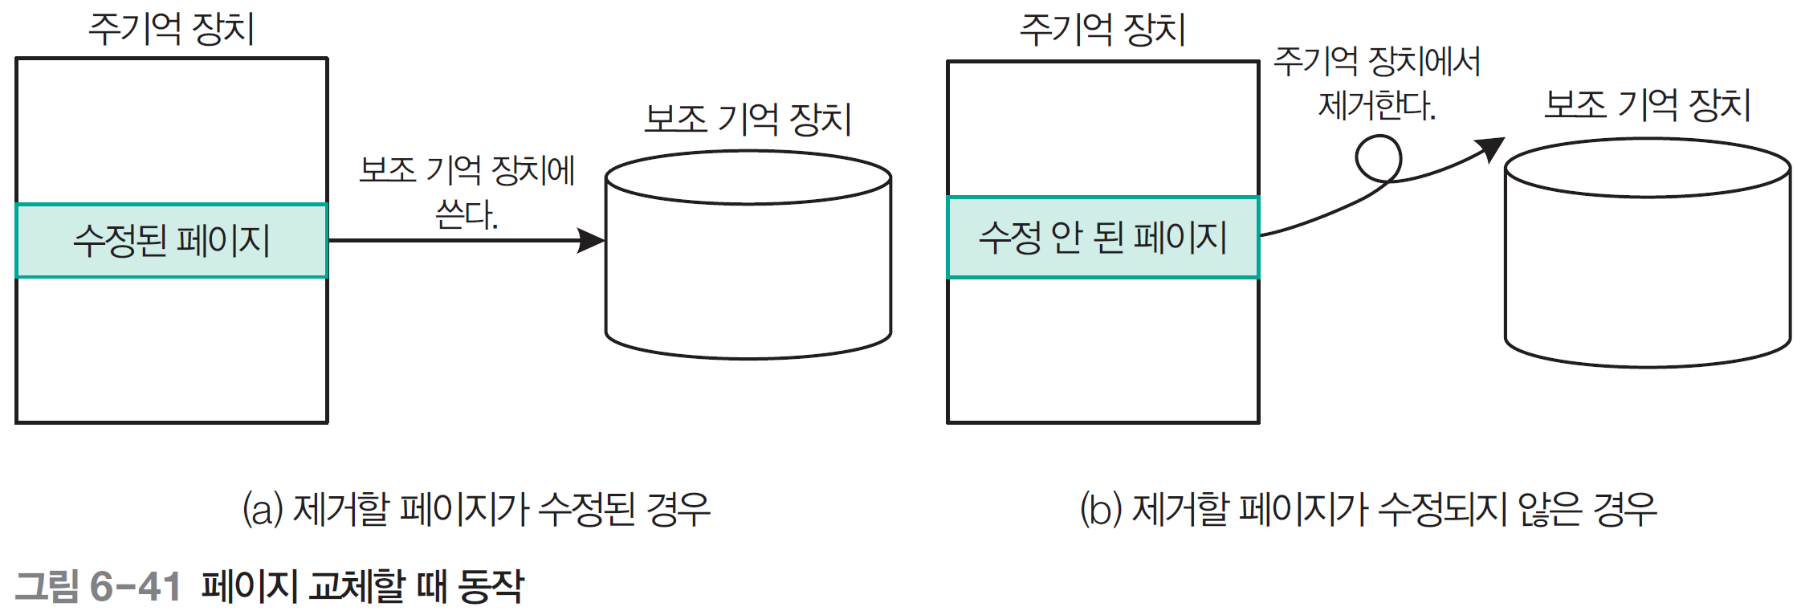 주기억 장치
보조 기억 장치
보조 기억 장치에
쓴다.
수정된 페이지
(a) 제거할 페이지가 수정된 경우
주기억 장치
주기억 장치에서
제거한다.
보조 기억 장치
수정 안 된 페이지
(b) 제거할 페이지가 수정되지 않은 경우
그림 6-41 페이지 교체할 때 동작